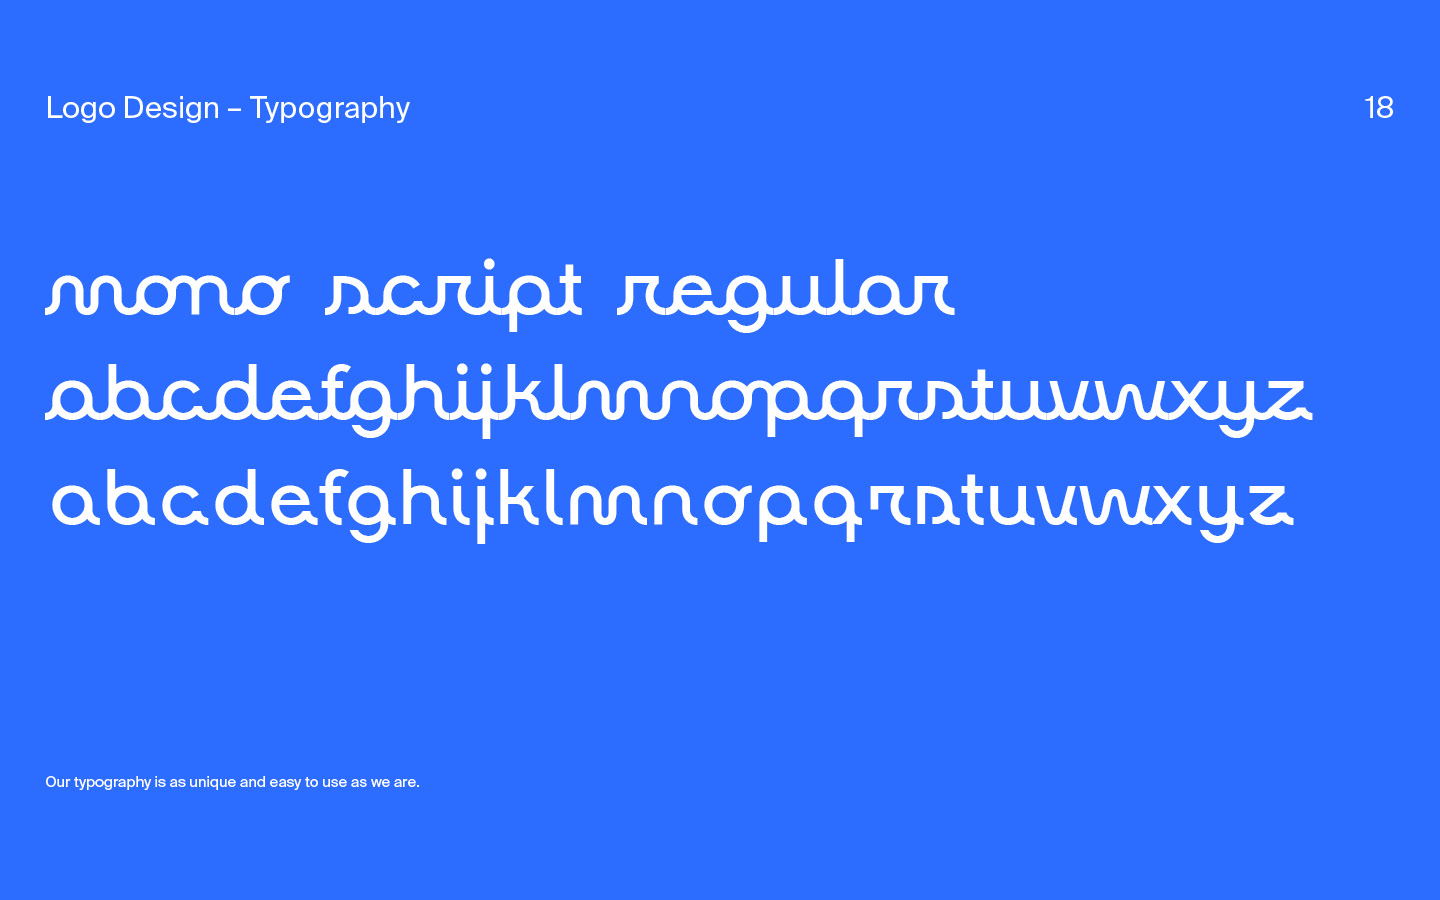 Logo Design – Typography
18
mono script regular
abcdefghijklmnopqrstuvwxyz
abcdefghijklmnopqrstuvwxyz
Our typography is as unique and easy to use as we are.